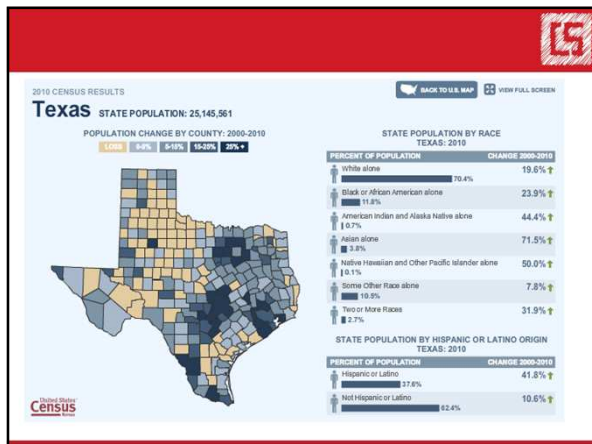 CS
2010 CENSUS RESULTS
BACK TO U.S. MAP
VIEW FULL SCREEN
Texas STATE POPULATION: 25,145,561
POPULATION CHANGE BY COUNTY: 2000-2010
LOSS 0-5% 5-15% 15-25% 25% +
STATE POPULATION BY RACE
TEXAS: 2010
PERCENT OF POPULATION CHANGE 2000-2010
White alone
70.4%
19.6%
Black or African American alone
11.8%
23.9%
American Indian and Alaska Native alone
0.7%
44.4%
Asian alone
3.8%
71.5%
Native Hawaiian and Other Pacific Islander alone
0.1%
50.0%
Some Other Race alone
10.5%
7.8%
Two or More Races
2.7%
31.9%
STATE POPULATION BY HISPANIC OR LATINO ORIGIN
TEXAS: 2010
PERCENT OF POPULATION CHANGE 2000-2010
Hispanic or Latino
37.6%
41.8%
Not Hispanic or Latino
62.4%
10.6%
United States
Census
Bureau